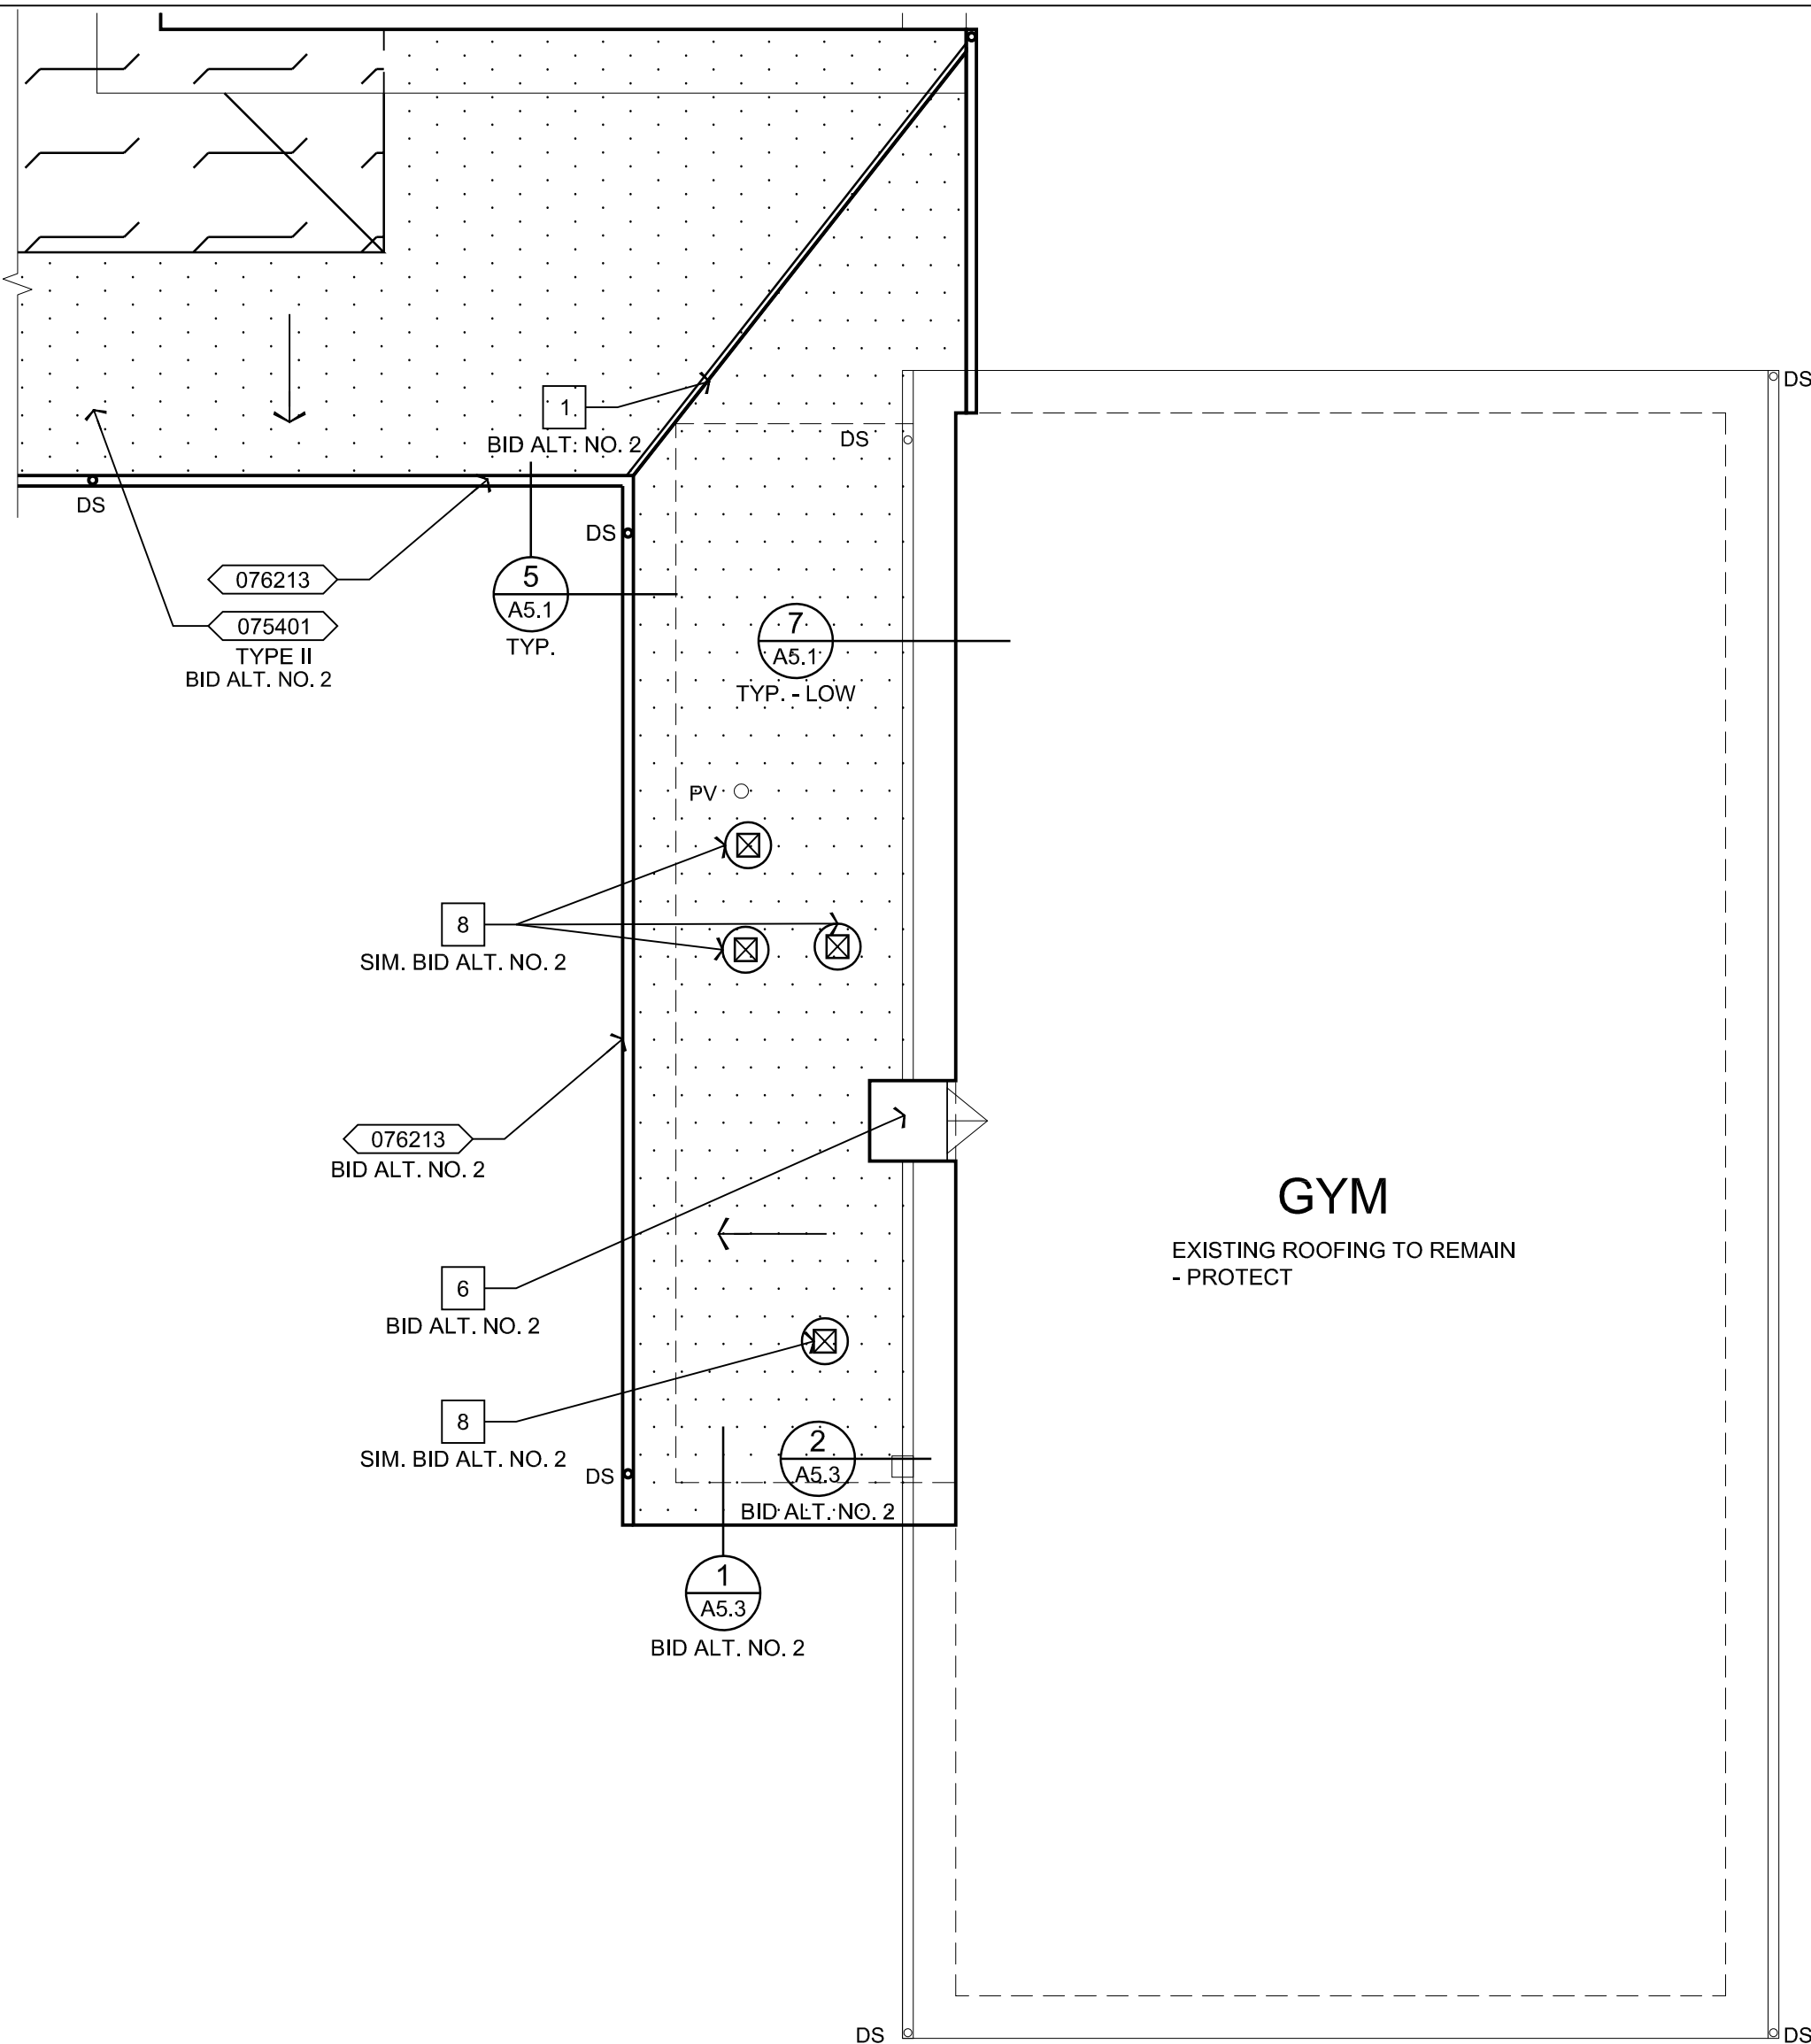 DS
1
BID ALT. NO. 2
DS
DS
DS
076213
5
A5.1
TYP.
075401
TYPE II
BID ALT. NO. 2
7
A5.1
TYP. - LOW
PV
8
SIM. BID ALT. NO. 2
076213
BID ALT. NO. 2
GYM
EXISTING ROOFING TO REMAIN
- PROTECT
6
BID ALT. NO. 2
8
SIM. BID ALT. NO. 2
DS
2
A5.3
BID ALT. NO. 2
1
A5.3
BID ALT. NO. 2
DS
DS